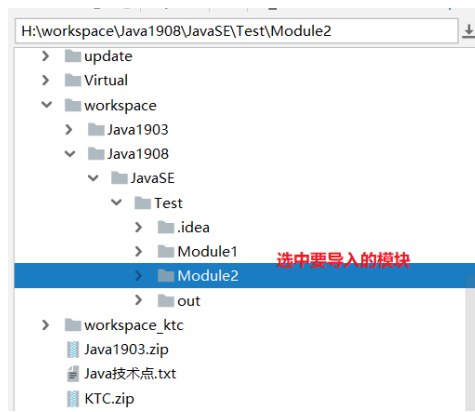 H:\workspace\Java1908\JavaSE\Test\Module2
update
Virtual
workspace
Java1903
Java1908
JavaSE
Test
.idea
Module1
选中要导入的模块
Module2
out
workspace_ktc
Java1903.zip
Java技术点.txt
KTC.zip